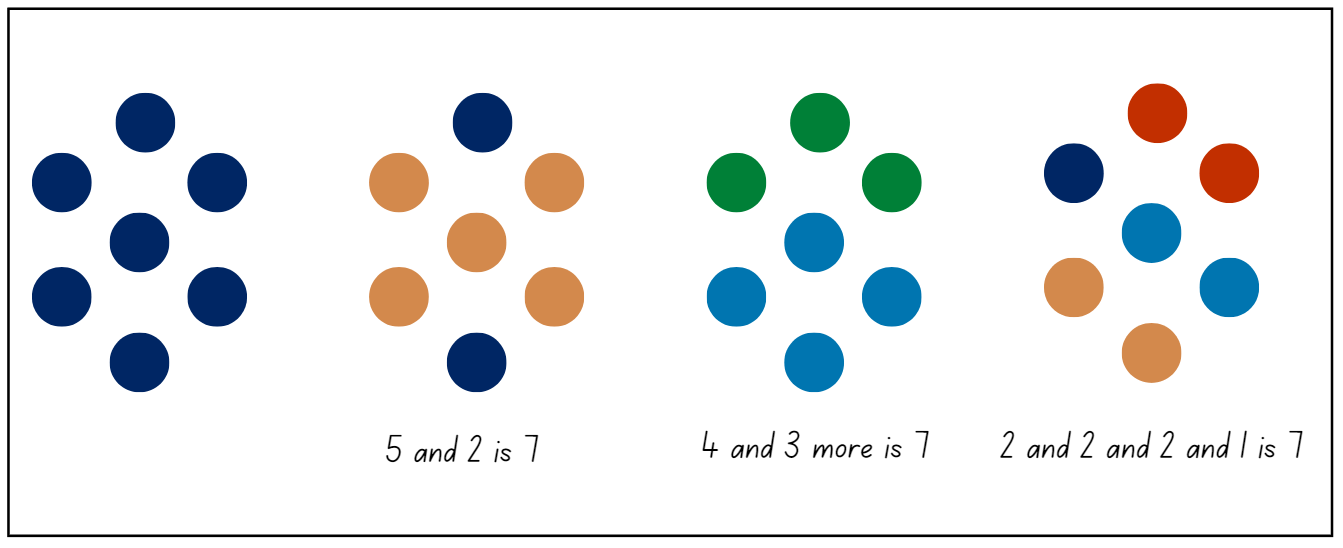 5 and 2 is 7
4 and 3 more is 7
2 and 2 and 2 and 1 is 7